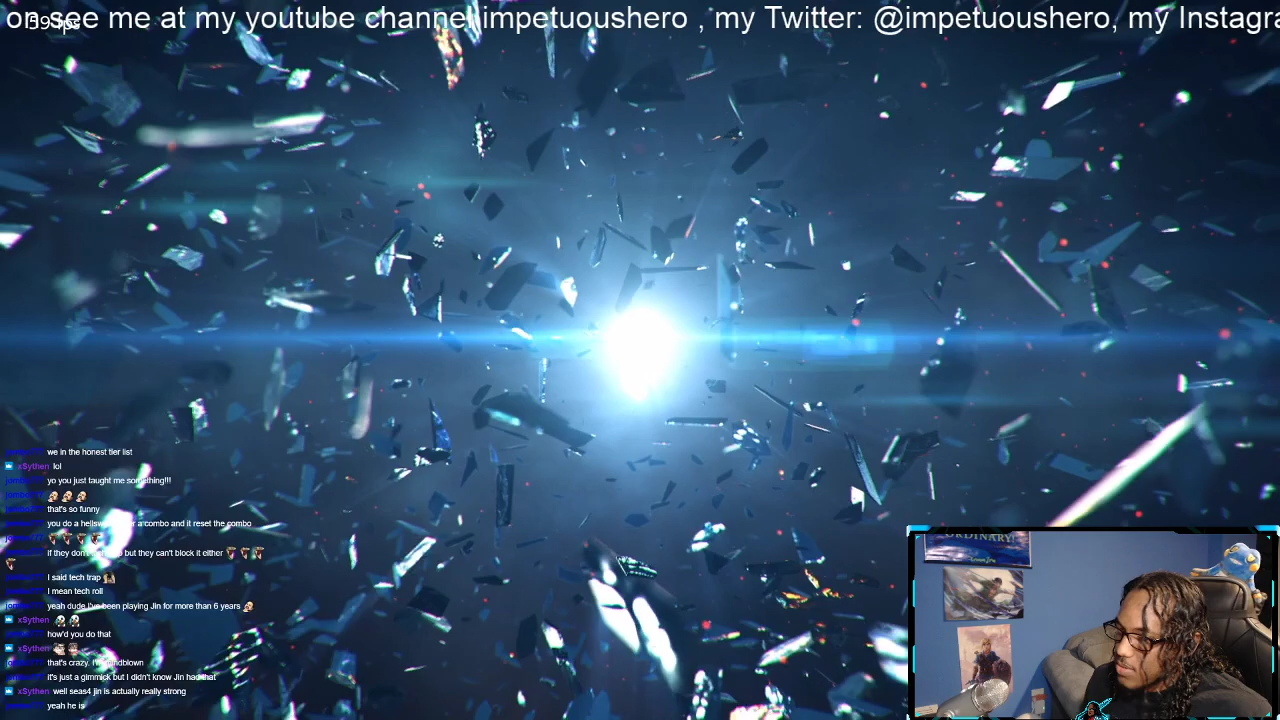 or see me at my youtube channel impetuoushero , my Twitter: @impetuoushero, my Instagra
59 fps
we in the honest tier list
xSythen lol
yo you just taught me something!!!
that's so funny
you do a a combo and it reset the combo
if they don't but they can't block it either
I said tech trap
I mean tech roll
yeah dude I've been playing Jin for more than 6 years
xSythen
how'd you do that
xSythen
that's crazy. I'm mindblown
it's just a gimmick but I didn't know Jin had that
xSythen well seas4 jin is actually really strong
yeah he is
ORDINARY